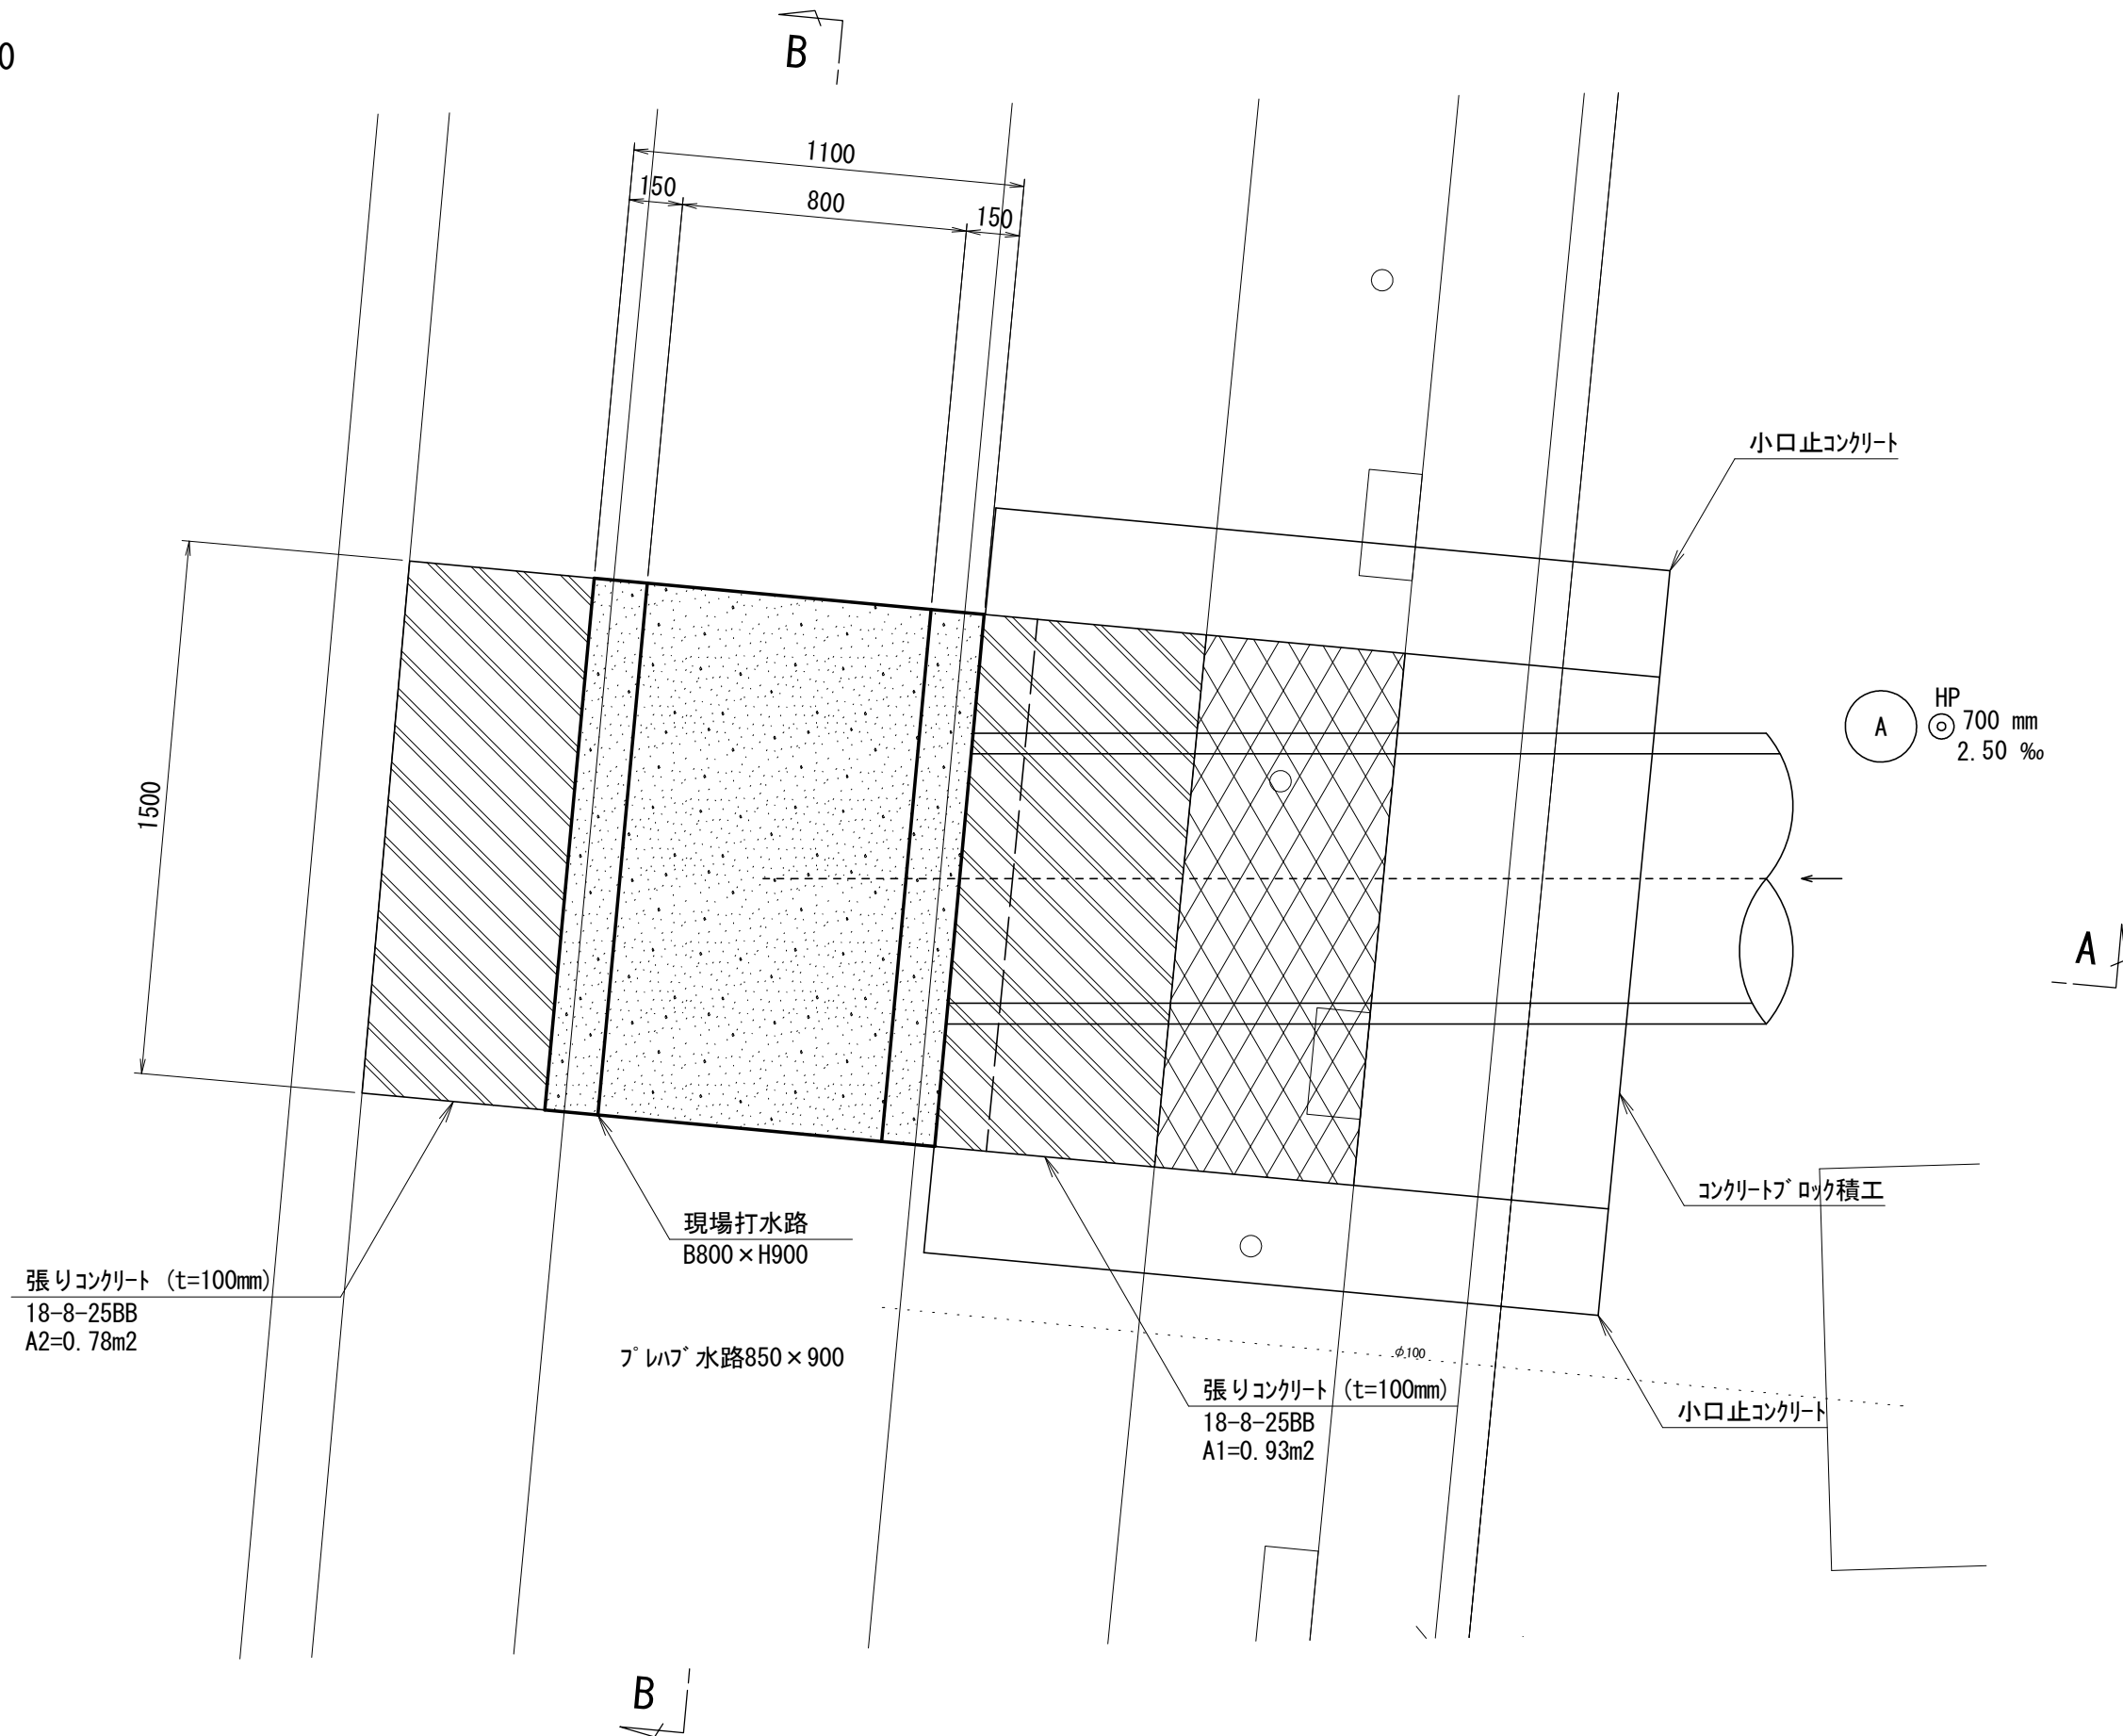 0
B
1100
150
800
150
小口止コンクリート
A
HP
◎ 700 mm
2.50 ‰
1500
A
コンクリートブロック積工
現場打水路
B800×H900
張りコンクリート (t=100mm)
18-8-25BB
A2=0.78m2
プレハブ水路850×900
φ100
張りコンクリート (t=100mm)
18-8-25BB
A1=0.93m2
小口止コンクリート
B